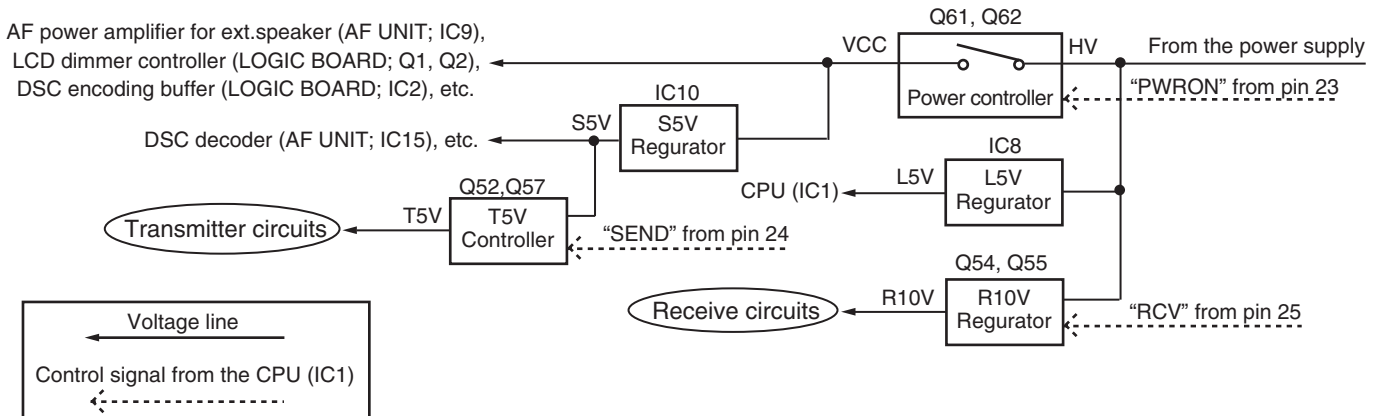 Q61, Q62
AF power amplifier for ext.speaker (AF UNIT; IC9),
LCD dimmer controller (LOGIC BOARD; Q1, Q2),
DSC encoding buffer (LOGIC BOARD; IC2), etc.
VCC
HV
From the power supply
Power controller
“PWRON” from pin 23
IC10
S5V
S5V
Regurator
DSC decoder (AF UNIT; IC15), etc.
IC8
L5V
L5V
Regurator
CPU (IC1)
Q52,Q57
T5V
T5V
Controller
Transmitter circuits
“SEND” from pin 24
Q54, Q55
R10V
R10V
Regurator
Receive circuits
“RCV” from pin 25
Voltage line
Control signal from the CPU (IC1)